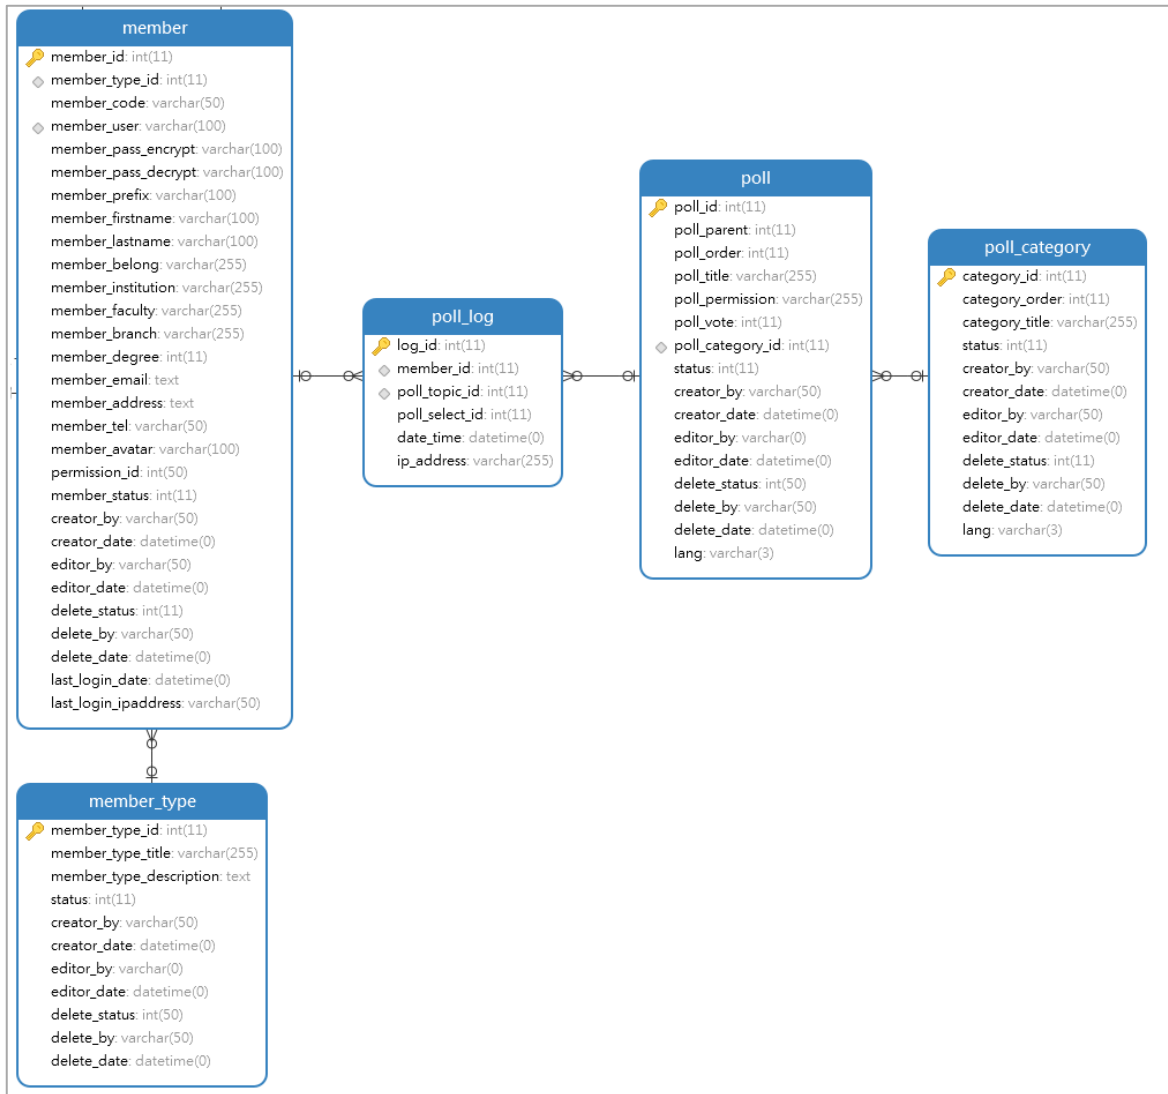 member
member_id: int(11)
member_type_id: int(11)
member_code: varchar(50)
member_user: varchar(100)
member_pass_encrypt: varchar(100)
member_pass_decrypt: varchar(100)
member_prefix: varchar(100)
member_firstname: varchar(100)
member_lastname: varchar(100)
member_belong: varchar(255)
member_institution: varchar(255)
member_faculty: varchar(255)
member_branch: varchar(255)
member_degree: int(11)
member_email: text
member_address: text
member_tel: varchar(50)
member_avatar: varchar(100)
permission_id: int(50)
member_status: int(11)
creator_by: varchar(50)
creator_date: datetime(0)
editor_by: varchar(50)
editor_date: datetime(0)
delete_status: int(11)
delete_by: varchar(50)
delete_date: datetime(0)
last_login_date: datetime(0)
last_login_ipaddress: varchar(50)
poll_log
log_id: int(11)
member_id: int(11)
poll_topic_id: int(11)
poll_select_id: int(11)
date_time: datetime(0)
ip_address: varchar(255)
poll
poll_id: int(11)
poll_parent: int(11)
poll_order: int(11)
poll_title: varchar(255)
poll_permission: varchar(255)
poll_vote: int(11)
poll_category_id: int(11)
status: int(11)
creator_by: varchar(50)
creator_date: datetime(0)
editor_by: varchar(0)
editor_date: datetime(0)
delete_status: int(50)
delete_by: varchar(50)
delete_date: datetime(0)
lang: varchar(3)
poll_category
category_id: int(11)
category_order: int(11)
category_title: varchar(255)
status: int(11)
creator_by: varchar(50)
creator_date: datetime(0)
editor_by: varchar(50)
editor_date: datetime(0)
delete_status: int(11)
delete_by: varchar(50)
delete_date: datetime(0)
lang: varchar(3)
member_type
member_type_id: int(11)
member_type_title: varchar(255)
member_type_description: text
status: int(11)
creator_by: varchar(50)
creator_date: datetime(0)
editor_by: varchar(0)
editor_date: datetime(0)
delete_status: int(50)
delete_by: varchar(50)
delete_date: datetime(0)